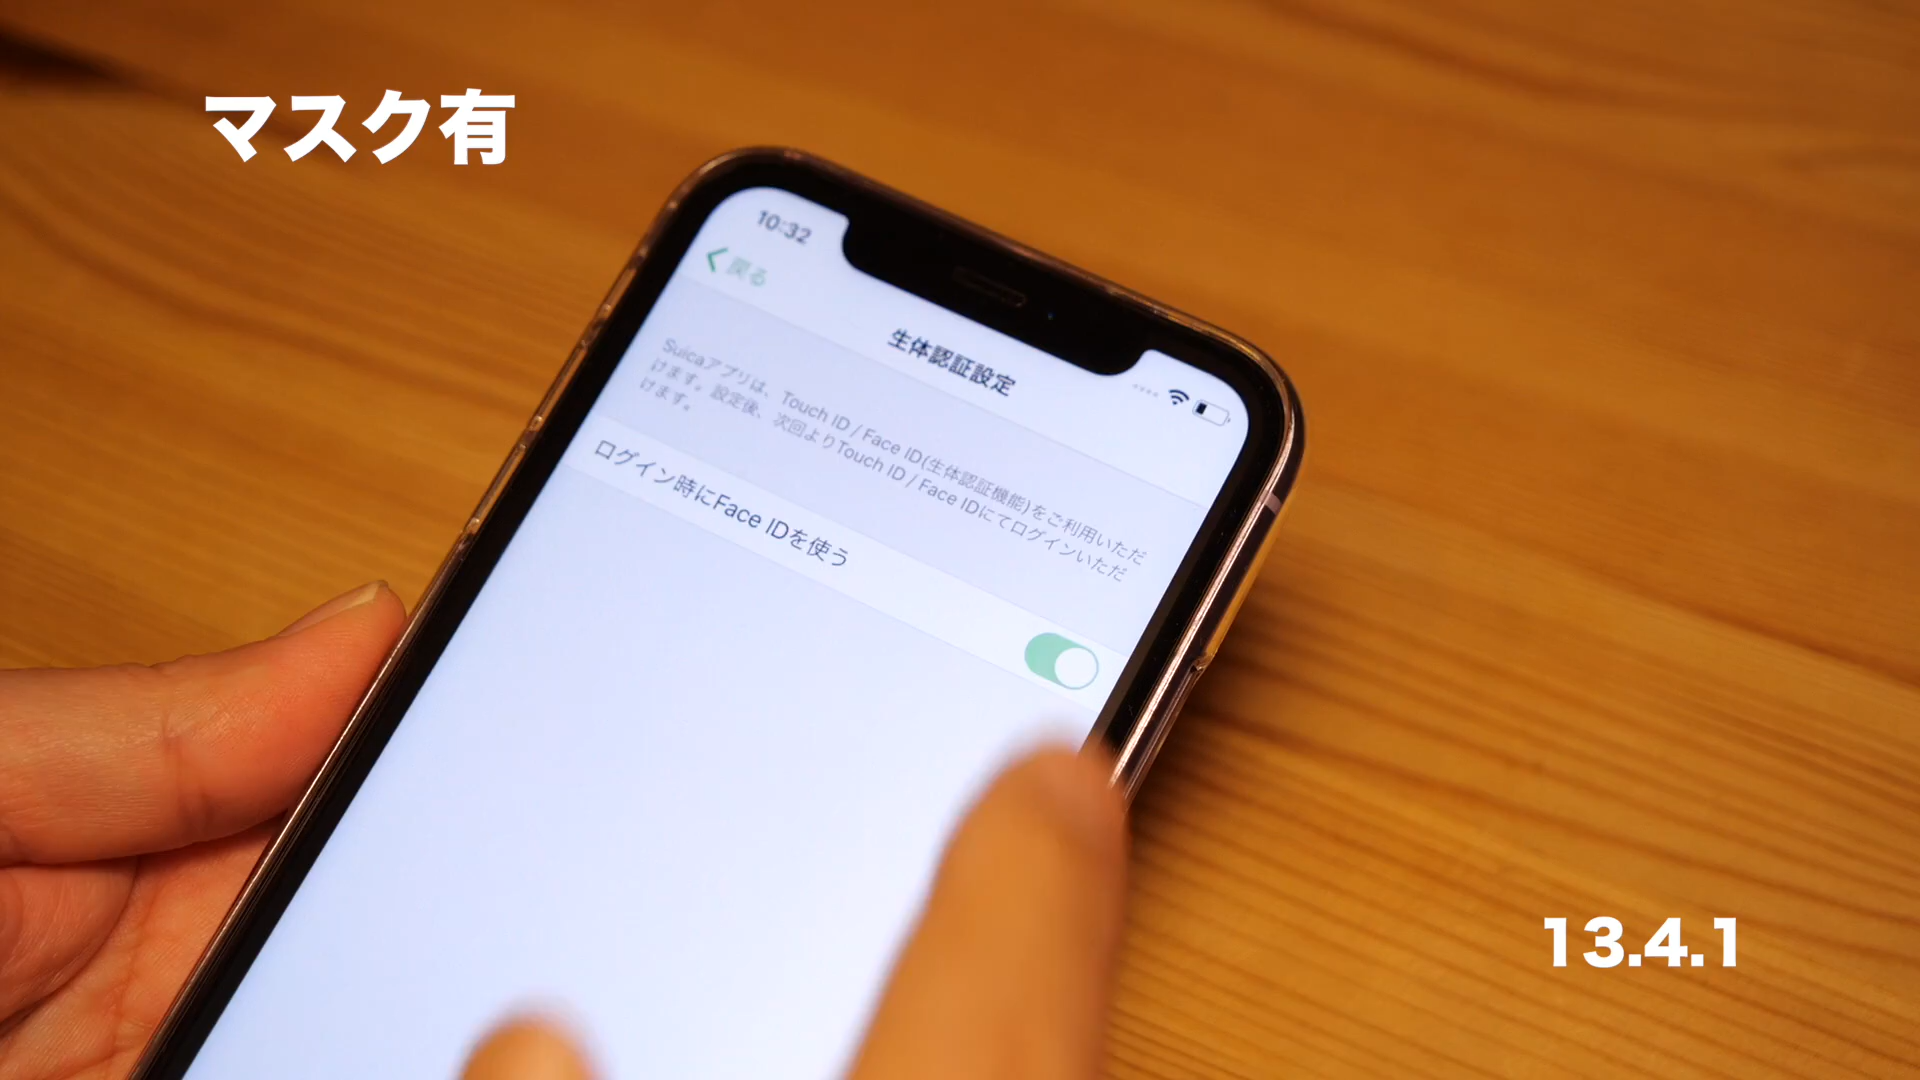 マスク有
10:32
戻る
生体認証設定
Suicaアプリは、Touch ID / Face ID(生体認証機能)をご利用いただ
けます。設定後、次回よりTouch ID / Face IDにてログインいただ
けます。
ログイン時にFace IDを使う
13.4.1